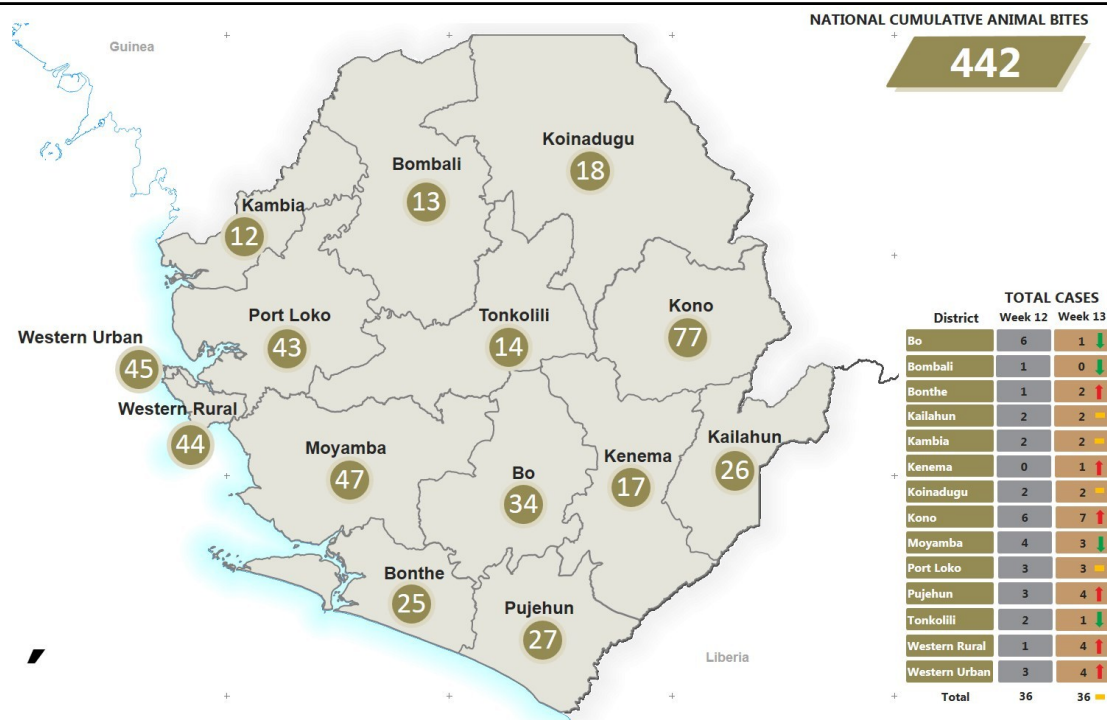 NATIONAL CUMULATIVE ANIMAL BITES
442
Guinea
Koinadugu
18
Bombali
13
Kambia
12
Port Loko
43
Tonkolili
14
Kono
77
Western Urban
45
Western Rural
44
Moyamba
47
Bo
34
Kenema
17
Kailahun
26
Bonthe
25
Pujehun
27
Liberia
TOTAL CASES
District Week 12 Week 13
Bo 6 1
Bombali 1 0
Bonthe 1 2
Kailahun 2 2
Kambia 2 2
Kenema 0 1
Koinadugu 2 2
Kono 6 7
Moyamba 4 3
Port Loko 3 3
Pujehun 3 4
Tonkolili 2 1
Western Rural 1 4
Western Urban 3 4
Total 36 36